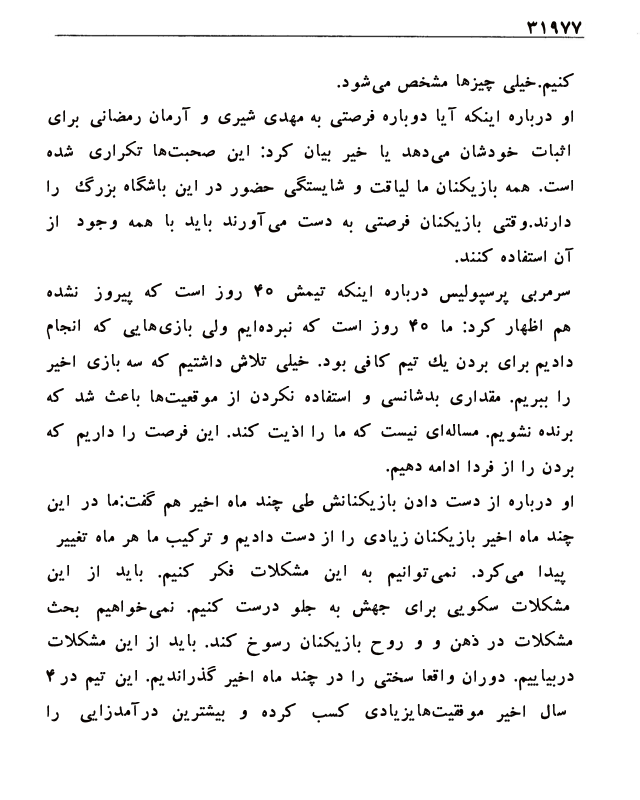 ۳۱۹۷۷
کنیم.خیلی چیزها مشخص می‌شود.
او درباره اینکه آیا دوباره فرصتی به مهدی شیری و آرمان رمضانی برای
اثبات خودشان می‌دهد یا خیر بیان کرد: این صحبت‌ها تکراری شده
است. همه بازیکنان ما لیاقت و شایستگی حضور در این باشگاه بزرگ را
دارند.وقتی بازیکنان فرصتی به دست می‌آورند باید با همه وجود از
آن استفاده کنند.
سرمربی پرسپولیس درباره اینکه تیمش ۴۰ روز است که پیروز نشده
هم اظهار کرد: ما ۴۰ روز است که نبرده‌ایم ولی بازی‌هایی که انجام
دادیم برای بردن یك تیم کافی بود. خیلی تلاش داشتیم که سه بازی اخیر
را ببریم. مقداری بدشانسی و استفاده نکردن از موقعیت‌ها باعث شد که
برنده نشویم. مساله‌ای نیست که ما را اذیت کند. این فرصت را داریم که
بردن را از فردا ادامه دهیم.
او درباره از دست دادن بازیکنانش طی چند ماه اخیر هم گفت:ما در این
چند ماه اخیر بازیکنان زیادی را از دست دادیم و ترکیب ما هر ماه تغییر
پیدا می‌کرد. نمی‌توانیم به این مشکلات فکر کنیم. باید از این
مشکلات سکویی برای جهش به جلو درست کنیم. نمی‌خواهیم بحث
مشکلات در ذهن و و روح بازیکنان رسوخ کند. باید از این مشکلات
دربیاییم. دوران واقعا سختی را در چند ماه اخیر گذراندیم. این تیم در ۴
سال اخیر موفقیت‌هایزیادی کسب کرده و بیشترین درآمدزایی را